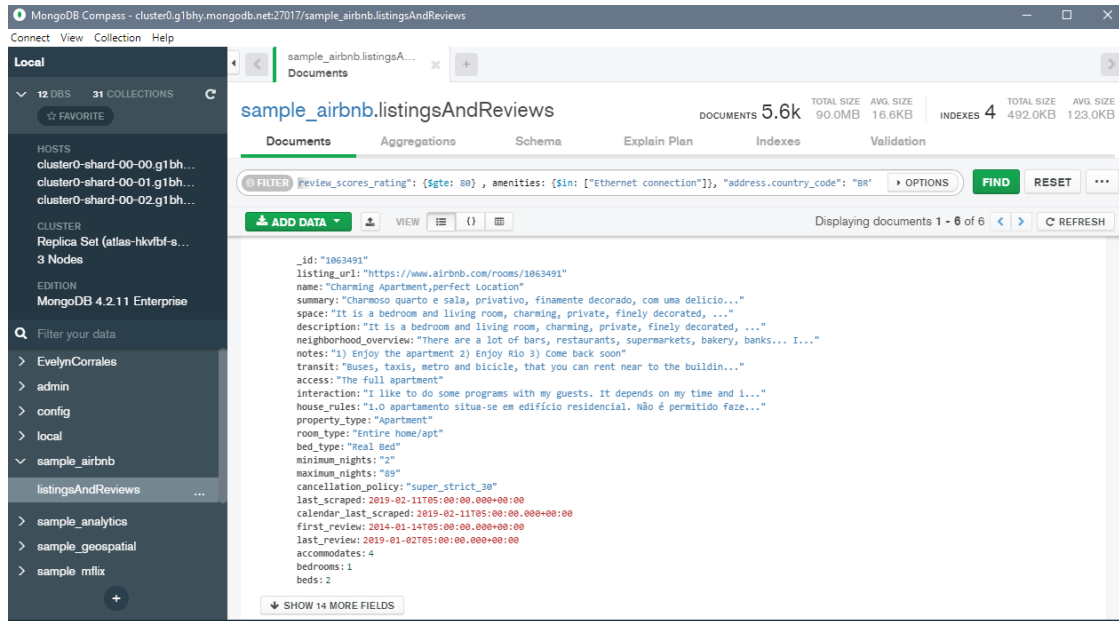 MongoDB Compass - cluster0.g1bhy.mongodb.net:27017/sample_airbnb.listingsAndReviews
Connect View Collection Help
Local
12 DBS 31 COLLECTIONS
FAVORITE
HOSTS
cluster0-shard-00-00.g1bh...
cluster0-shard-00-01.g1bh...
cluster0-shard-00-02.g1bh...
CLUSTER
Replica Set (atlas-hkvfbf-s...
3 Nodes
EDITION
MongoDB 4.2.11 Enterprise
Filter your data
EvelynCorrales
admin
config
local
sample_airbnb
listingsAndReviews ...
sample_analytics
sample_geospatial
sample_mflix
sample_airbnb.listingsA...
Documents
sample_airbnb.listingsAndReviews
DOCUMENTS 5.6k TOTAL SIZE 90.0MB AVG. SIZE 16.6KB INDEXES 4 TOTAL SIZE 492.0KB AVG. SIZE 123.0KB
Documents Aggregations Schema Explain Plan Indexes Validation
FILTER review_scores_rating": {$gte: 80} , amenities: {$in: ["Ethernet connection"]}, "address.country_code": "BR" OPTIONS FIND RESET ...
ADD DATA VIEW {} Displaying documents 1 - 6 of 6 REFRESH
_id: "1063491"
listing_url: "https://www.airbnb.com/rooms/1063491"
name: "Charming Apartment,perfect Location"
summary: "Charmoso quarto e sala, privativo, finamente decorado, com uma delicio..."
space: "It is a bedroom and living room, charming, private, finely decorated, ..."
description: "It is a bedroom and living room, charming, private, finely decorated, ..."
neighborhood_overview: "There are a lot of bars, restaurants, supermarkets, bakery, banks... I..."
notes: "1) Enjoy the apartment 2) Enjoy Rio 3) Come back soon"
transit: "Buses, taxis, metro and bicicle, that you can rent near to the buildin..."
access: "The full apartment"
interaction: "I like to do some programs with my guests. It depends on my time and i..."
house_rules: "1.O apartamento situa-se em edifício residencial. Não é permitido faze..."
property_type: "Apartment"
room_type: "Entire home/apt"
bed_type: "Real Bed"
minimum_nights: "2"
maximum_nights: "89"
cancellation_policy: "super_strict_30"
last_scraped: 2019-02-11T05:00:00.000+00:00
calendar_last_scraped: 2019-02-11T05:00:00.000+00:00
first_review: 2014-01-14T05:00:00.000+00:00
last_review: 2019-01-02T05:00:00.000+00:00
accommodates: 4
bedrooms: 1
beds: 2
SHOW 14 MORE FIELDS